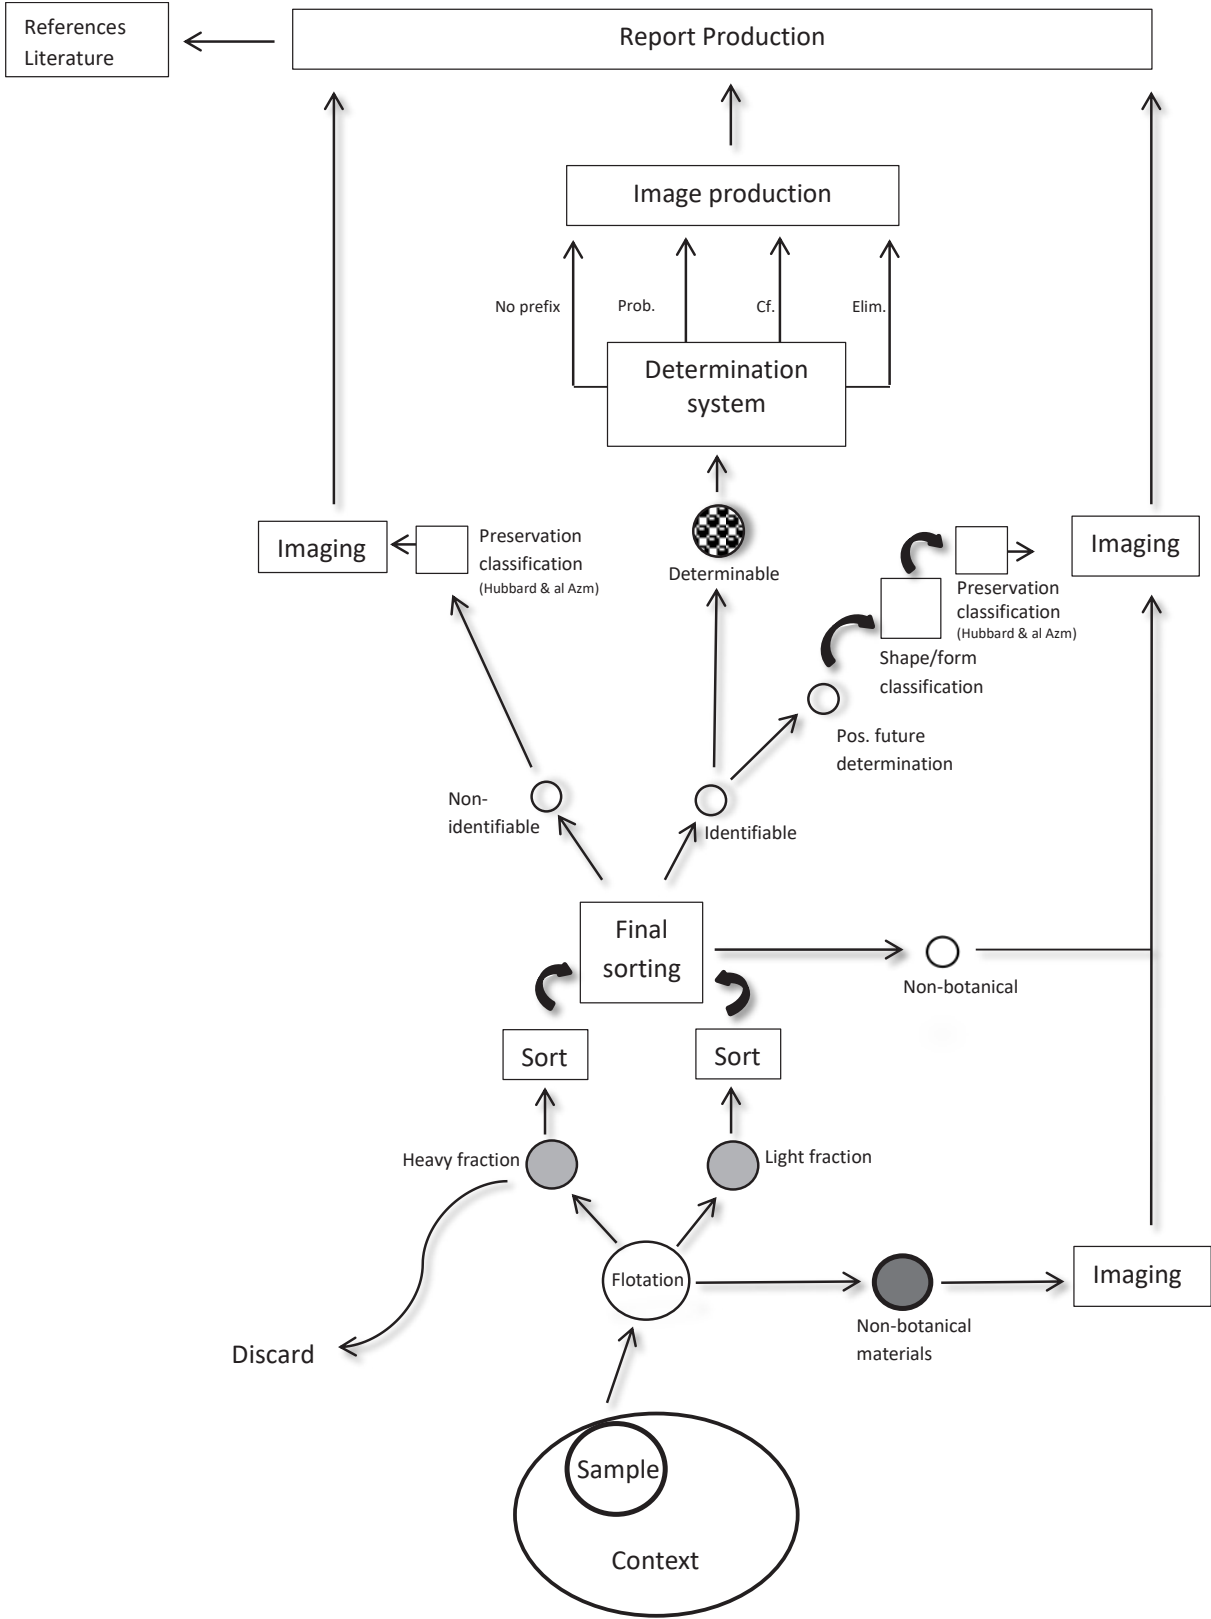 References
Literature
Report Production
Image production
No prefix
Prob.
Cf.
Elim.
Determination
system
Imaging
Preservation
classification
(Hubbard & al Azm)
Determinable
Imaging
Preservation
classification
(Hubbard & al Azm)
Shape/form
classification
Pos. future
determination
Non-
identifiable
Identifiable
Final
sorting
Non-botanical
Sort
Sort
Heavy fraction
Light fraction
Flotation
Imaging
Non-botanical
materials
Discard
Sample
Context